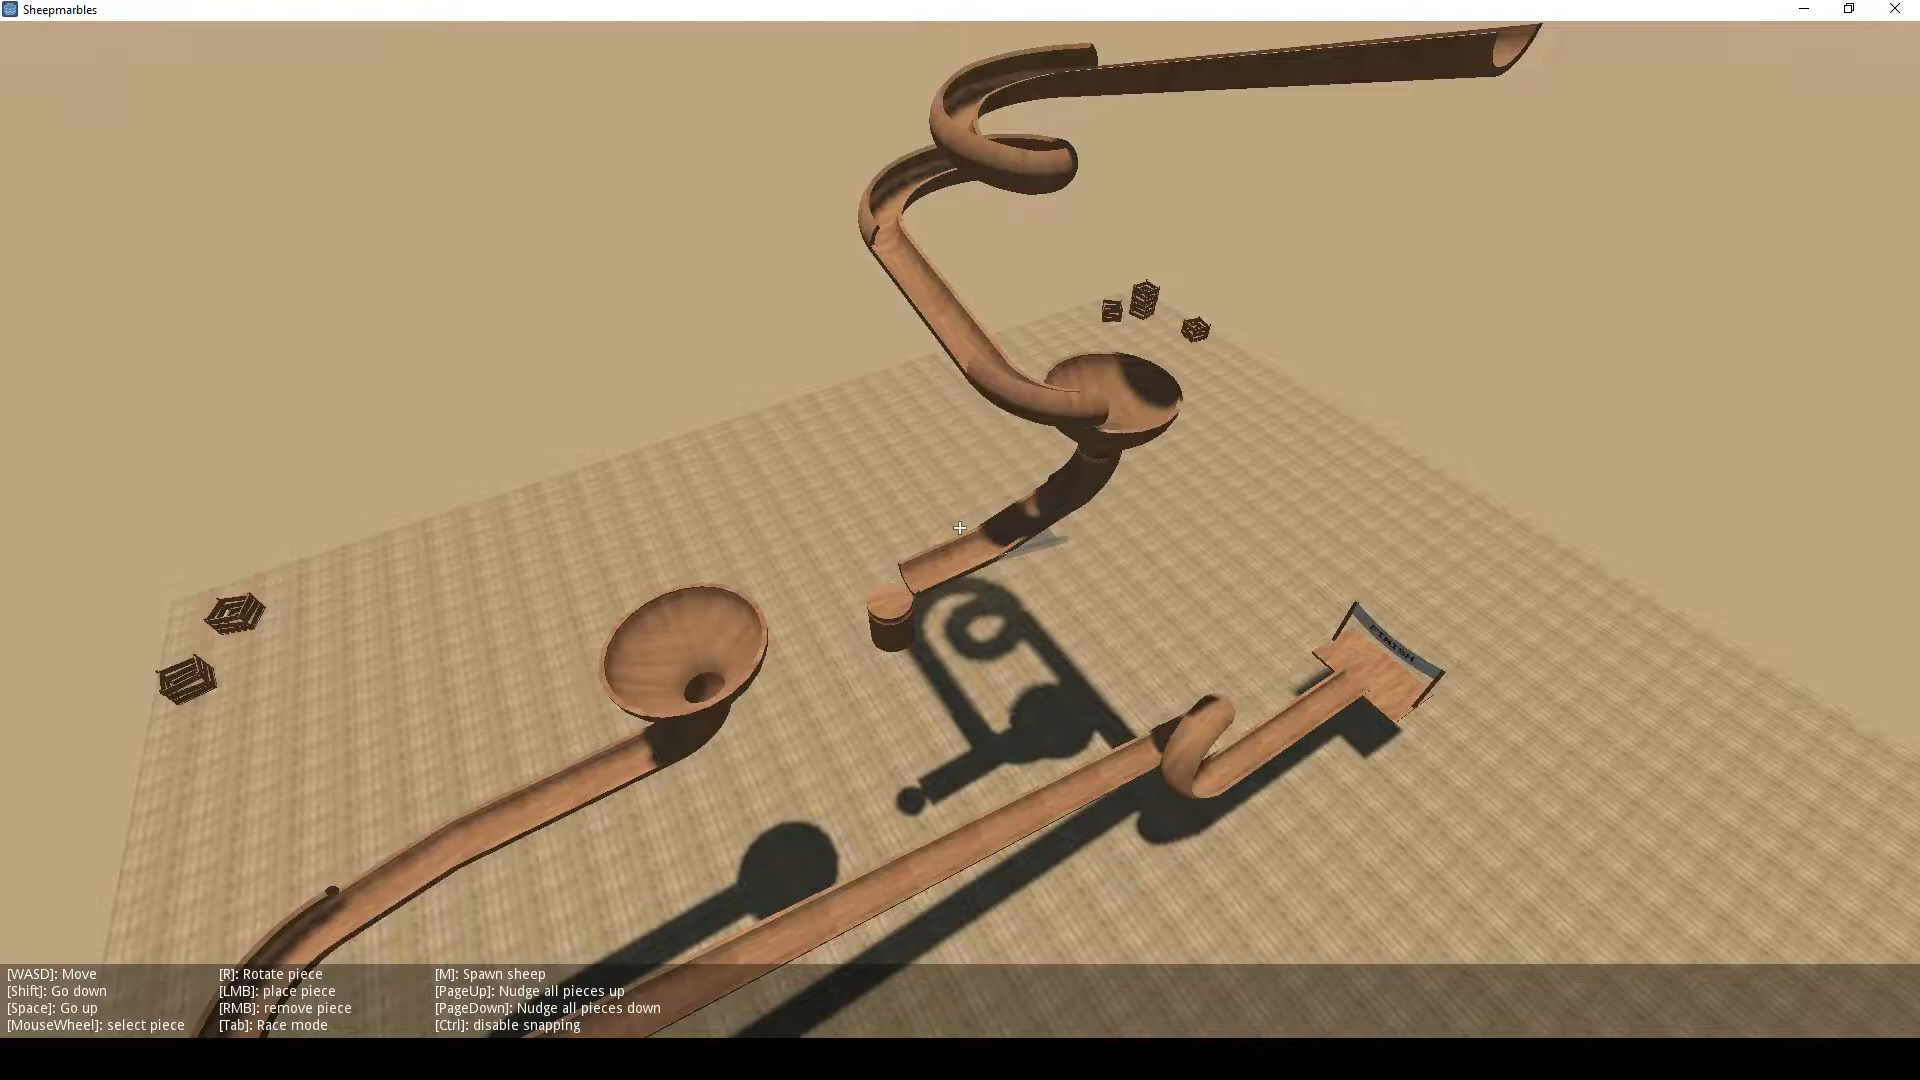 Sheepmarbles
FINISH
[WASD]: Move
[Shift]: Go down
[Space]: Go up
[MouseWheel]: select piece
[R]: Rotate piece
[LMB]: place piece
[RMB]: remove piece
[Tab]: Race mode
[M]: Spawn sheep
[PageUp]: Nudge all pieces up
[PageDown]: Nudge all pieces down
[Ctrl]: disable snapping